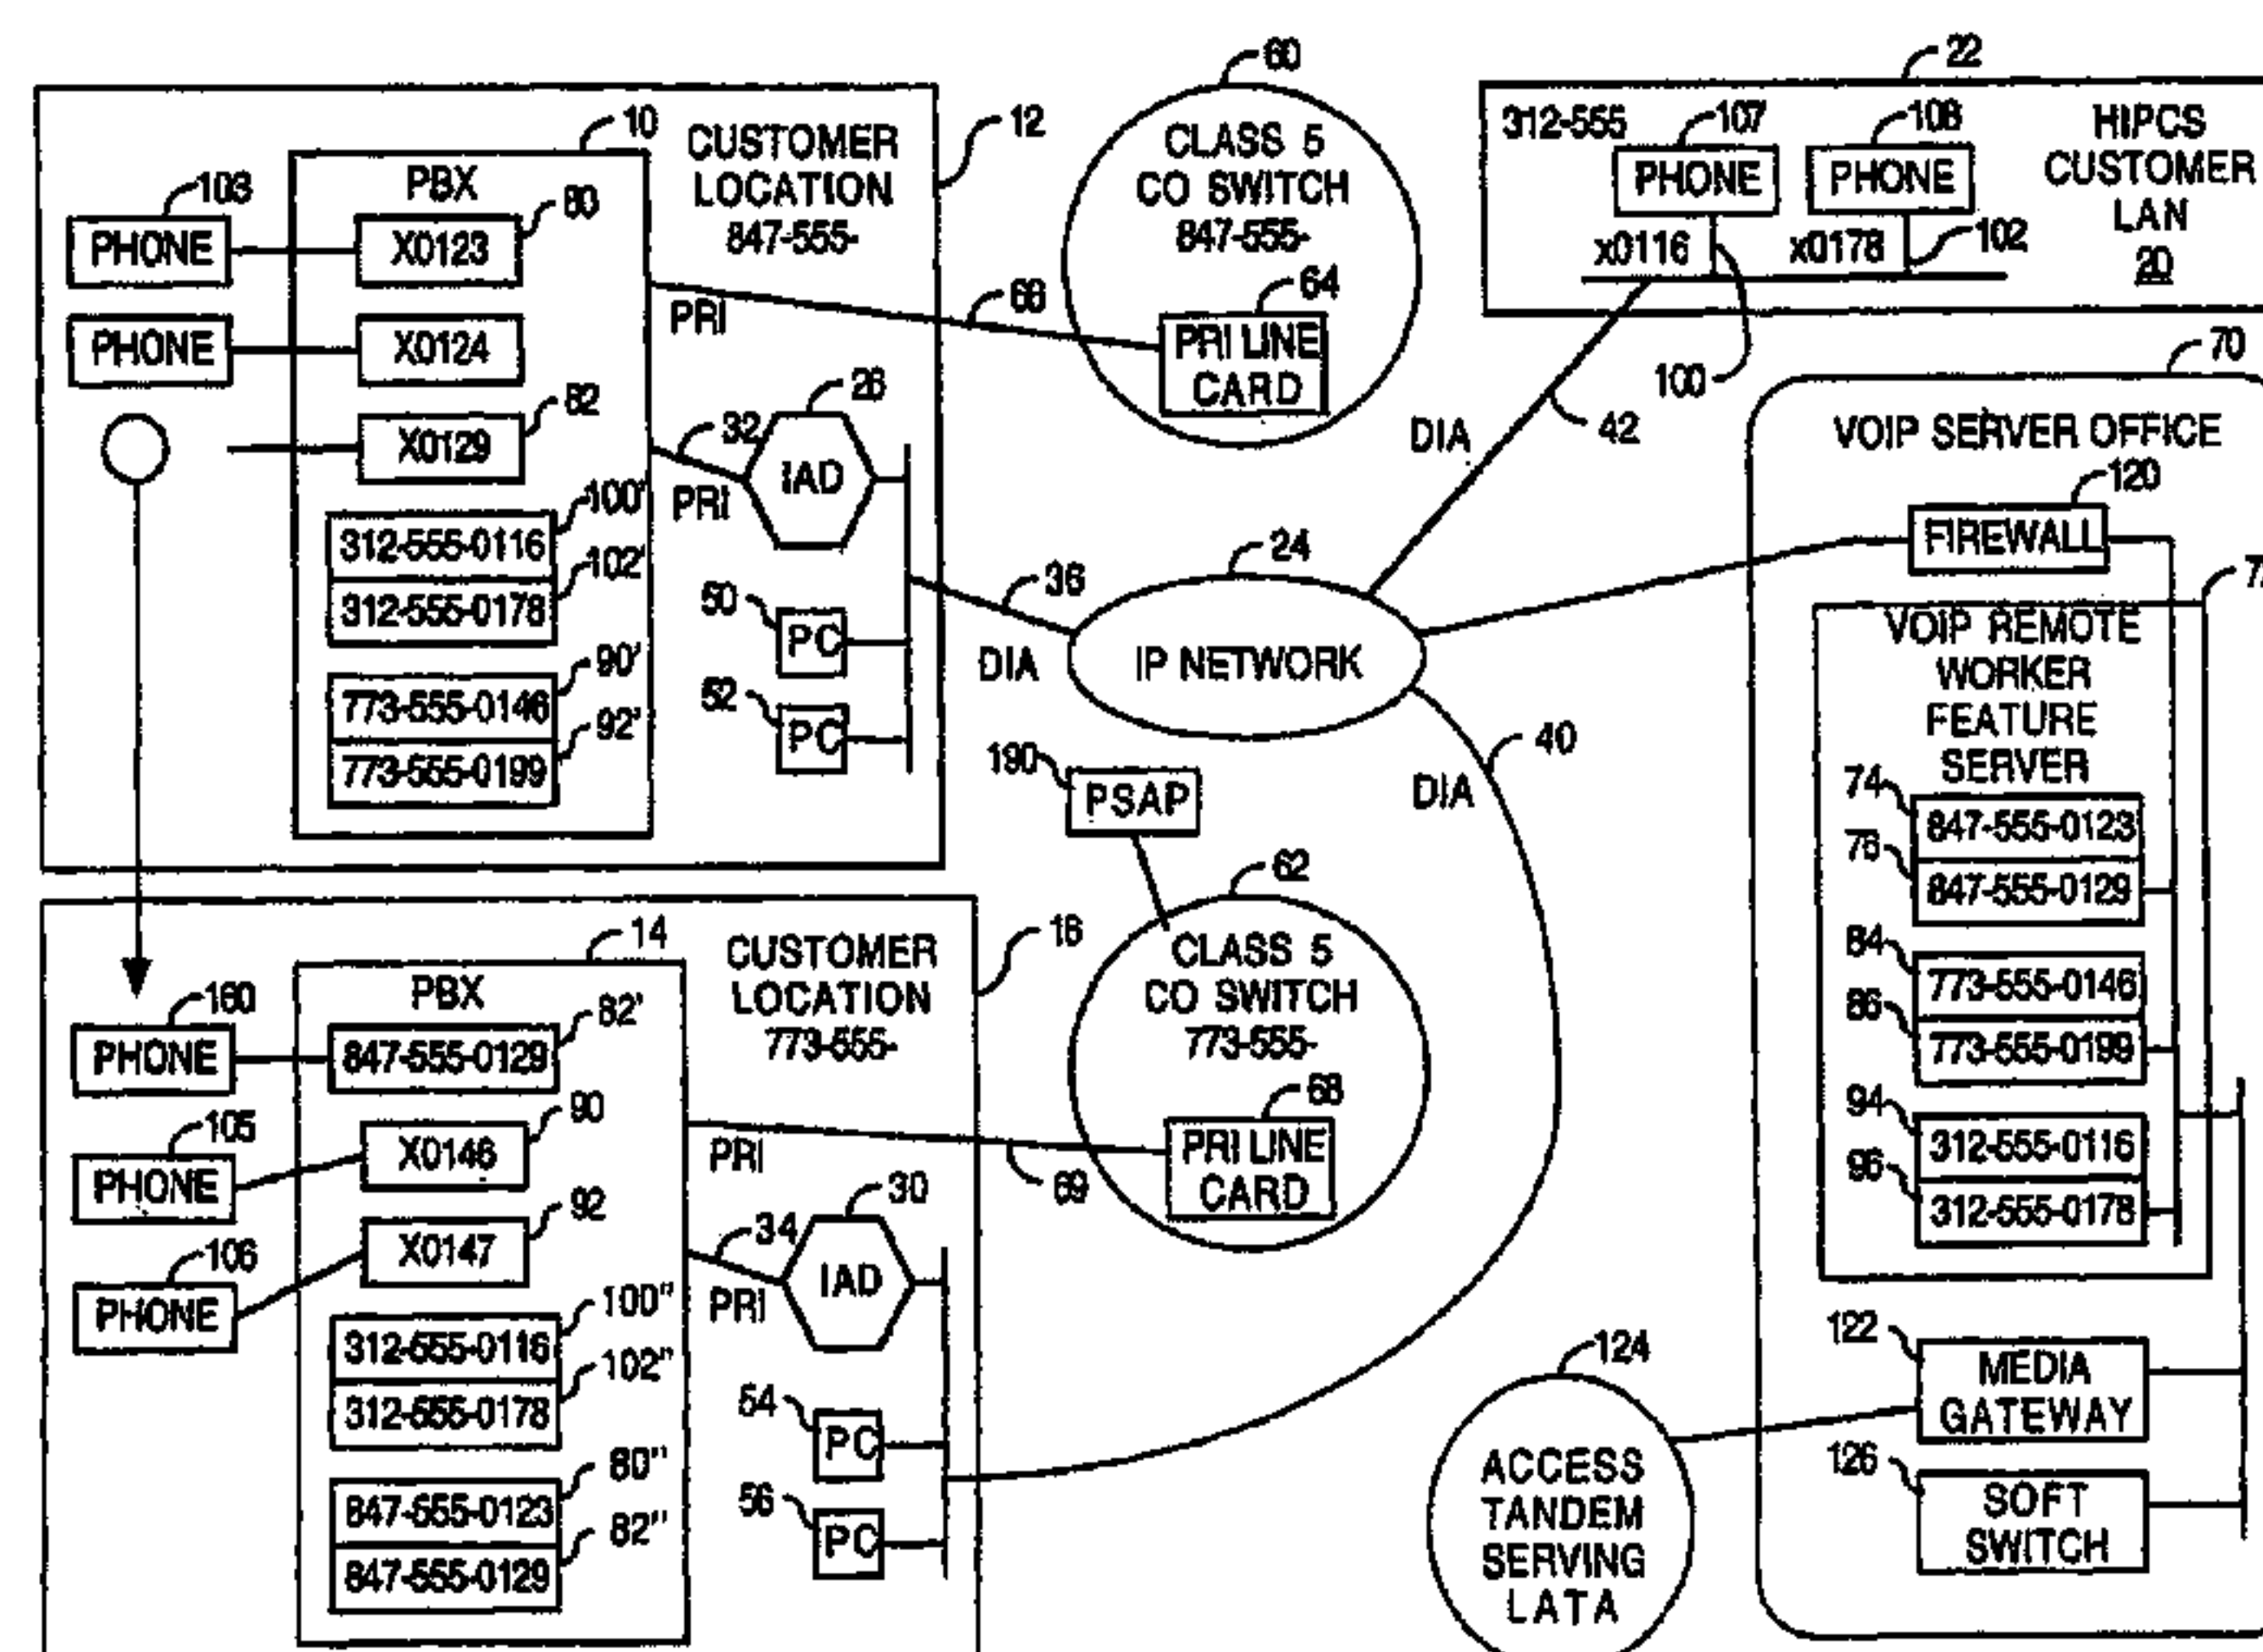 60
22
10
CUSTOMER
LOCATION
847-555-
12
CLASS 5
CO SWITCH
847-555-
312-555
107
108
HIPCS
CUSTOMER
LAN
20
103
PBX
80
PHONE
X0123
PHONE
PHONE
x0116
x0178
102
64
66
PRI
PRI LINE
CARD
PHONE
X0124
100
70
26
82
X0129
32
IAD
PRI
DIA
42
VOIP SERVER OFFICE
120
FIREWALL
100'
312-555-0116
102'
312-555-0178
24
36
50
PC
DIA
IP NETWORK
90'
773-555-0146
92'
773-555-0199
52
PC
VOIP REMOTE
WORKER
FEATURE
SERVER
40
190
PSAP
DIA
74
847-555-0123
76
847-555-0129
62
14
CUSTOMER
LOCATION
773-555-
16
CLASS 5
CO SWITCH
773-555-
84
773-555-0146
86
773-555-0199
PBX
160
PHONE
82'
847-555-0129
90
68
105
PHONE
X0146
PRI
69
PRI LINE
CARD
94
312-555-0116
96
312-555-0178
92
30
106
PHONE
X0147
34
PRI
IAD
100"
312-555-0116
102"
312-555-0178
122
MEDIA
GATEWAY
124
54
PC
80"
847-555-0123
82"
847-555-0129
56
PC
ACCESS
TANDEM
SERVING
LATA
126
SOFT
SWITCH